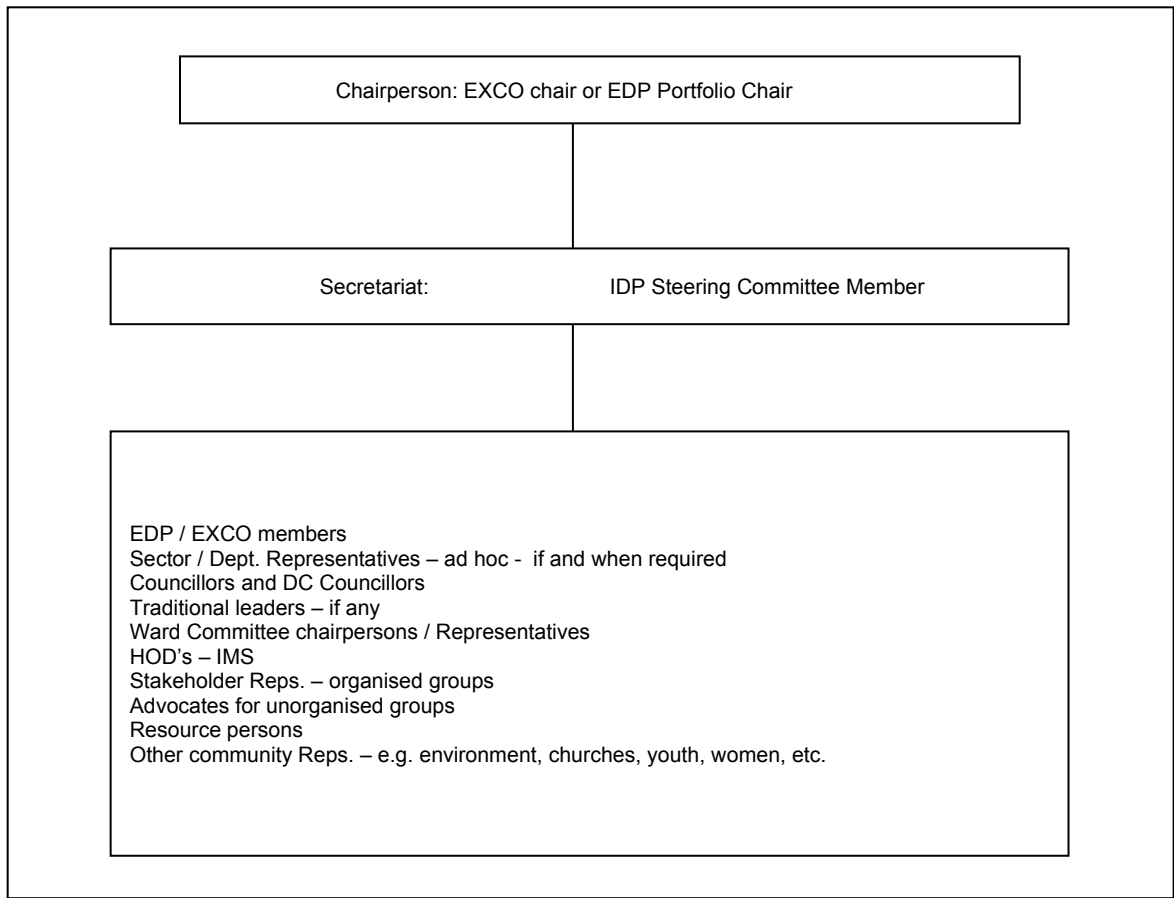 Chairperson: EXCO chair or EDP Portfolio Chair
Secretariat: IDP Steering Committee Member
EDP / EXCO members
Sector / Dept. Representatives – ad hoc - if and when required
Councillors and DC Councillors
Traditional leaders – if any
Ward Committee chairpersons / Representatives
HOD's – IMS
Stakeholder Reps. – organised groups
Advocates for unorganised groups
Resource persons
Other community Reps. – e.g. environment, churches, youth, women, etc.